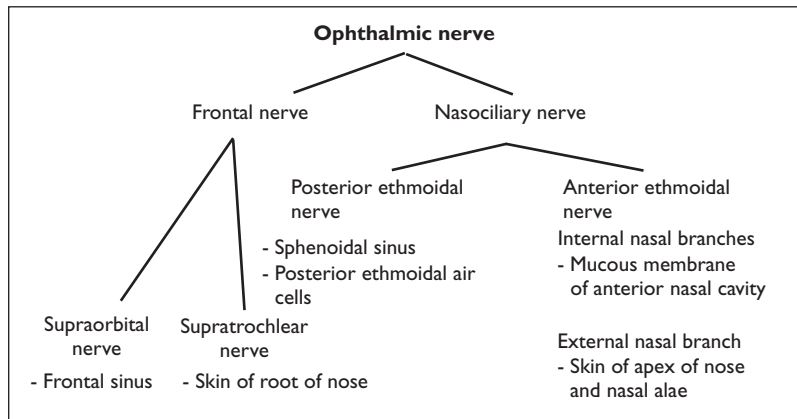 Ophthalmic nerve
Frontal nerve
Nasociliary nerve
Posterior ethmoidal
nerve
- Sphenoidal sinus
- Posterior ethmoidal air
cells
Anterior ethmoidal
nerve
Internal nasal branches
- Mucous membrane
of anterior nasal cavity
External nasal branch
- Skin of apex of nose
and nasal alae
Supraorbital
nerve
- Frontal sinus
Supratrochlear
nerve
- Skin of root of nose